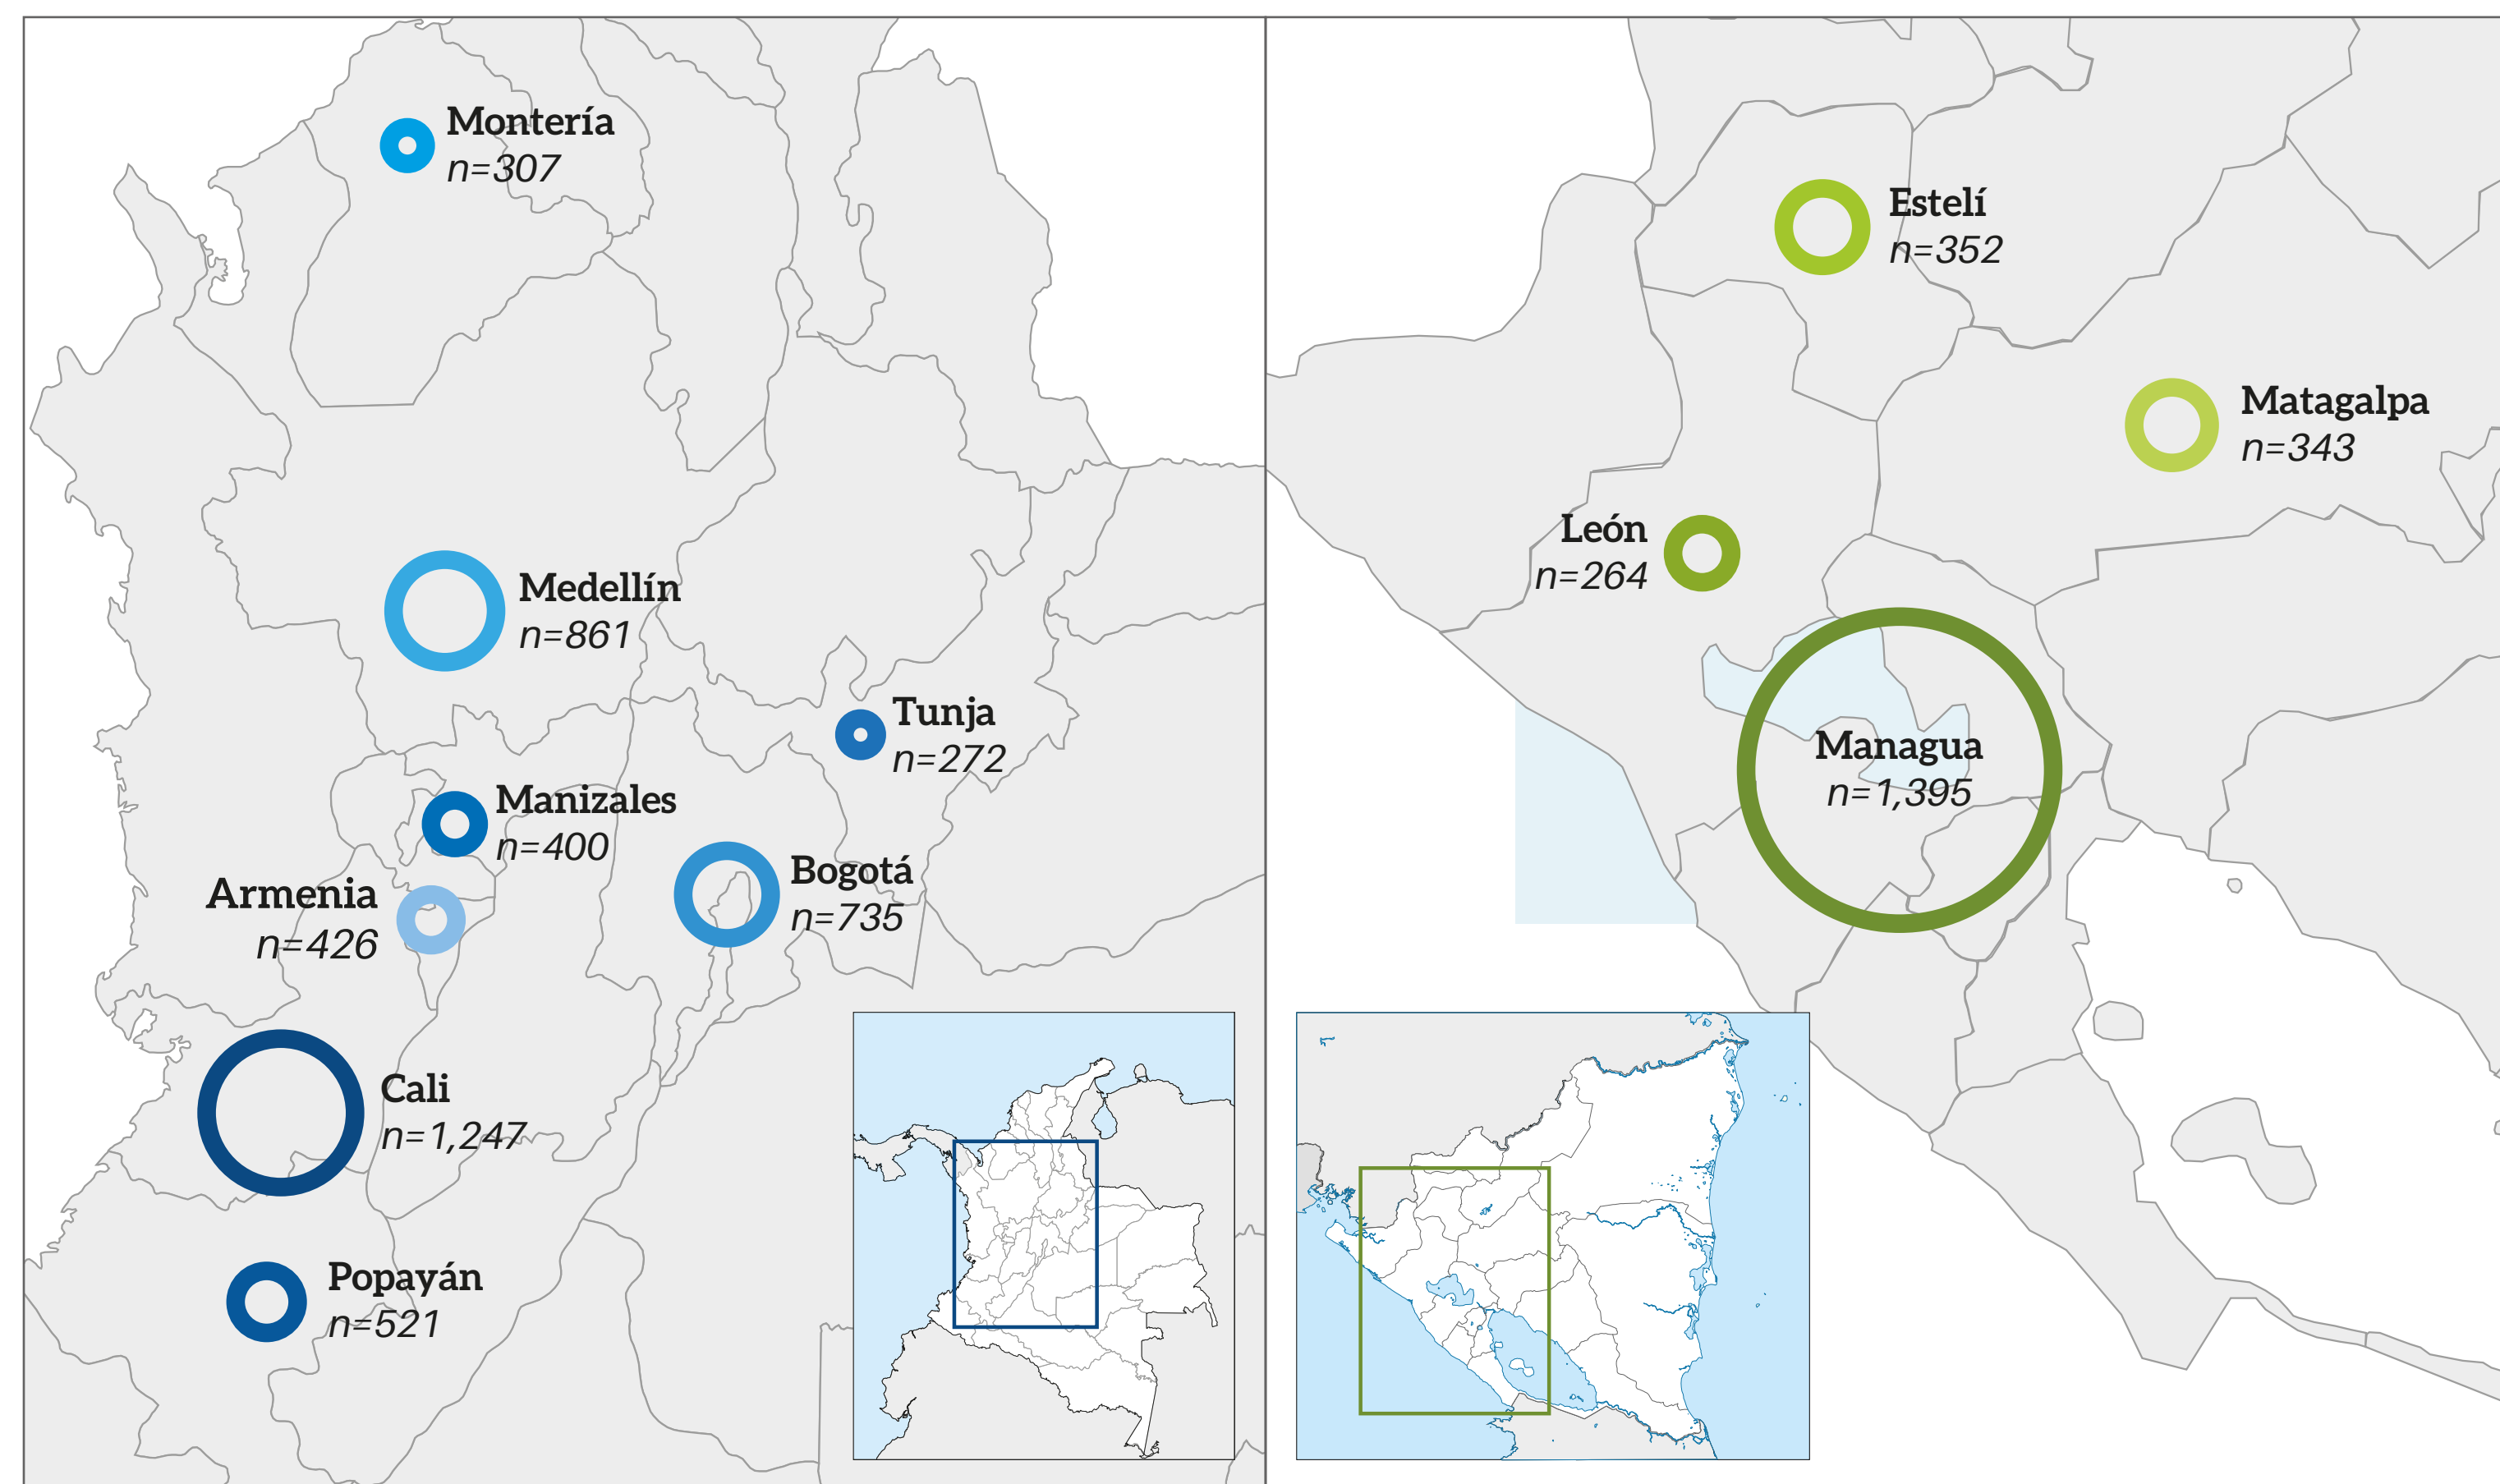 Montería
n=307
Medellín
n=861
Tunja
n=272
Manizales
n=400
Armenia
n=426
Bogotá
n=735
Cali
n=1,247
Popayán
n=521
Estelí
n=352
Matagalpa
n=343
León
n=264
Managua
n=1,395